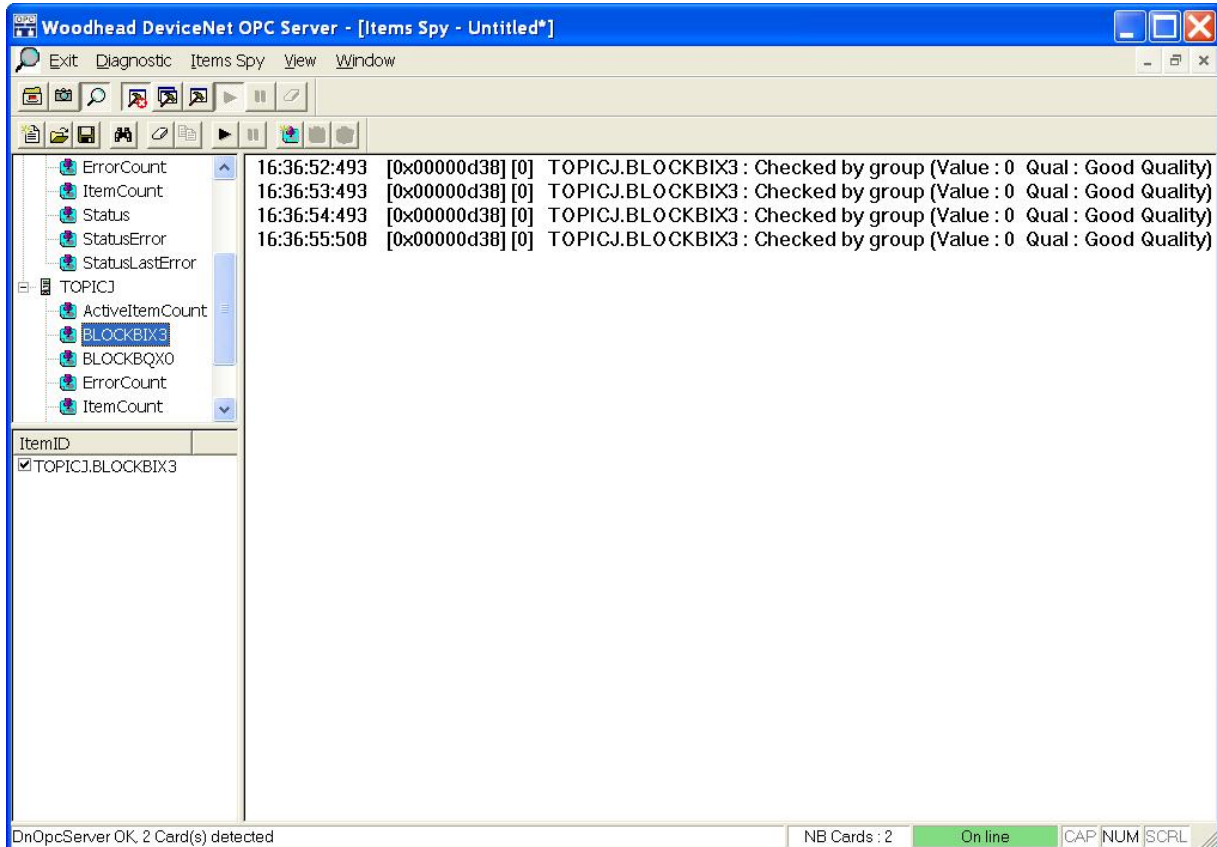 OPC
Woodhead DeviceNet OPC Server - [Items Spy - Untitled*]
Exit Diagnostic Items Spy View Window
ErrorCount
ItemCount
Status
StatusError
StatusLastError
TOPICJ
ActiveItemCount
BLOCKBIX3
BLOCKBQX0
ErrorCount
ItemCount
16:36:52:493 [0x00000d38] [0] TOPICJ.BLOCKBIX3 : Checked by group (Value : 0 Qual : Good Quality)
16:36:53:493 [0x00000d38] [0] TOPICJ.BLOCKBIX3 : Checked by group (Value : 0 Qual : Good Quality)
16:36:54:493 [0x00000d38] [0] TOPICJ.BLOCKBIX3 : Checked by group (Value : 0 Qual : Good Quality)
16:36:55:508 [0x00000d38] [0] TOPICJ.BLOCKBIX3 : Checked by group (Value : 0 Qual : Good Quality)
ItemID
TOPICJ.BLOCKBIX3
DnOpcServer OK, 2 Card(s) detected NB Cards : 2 On line CAP NUM SCRL